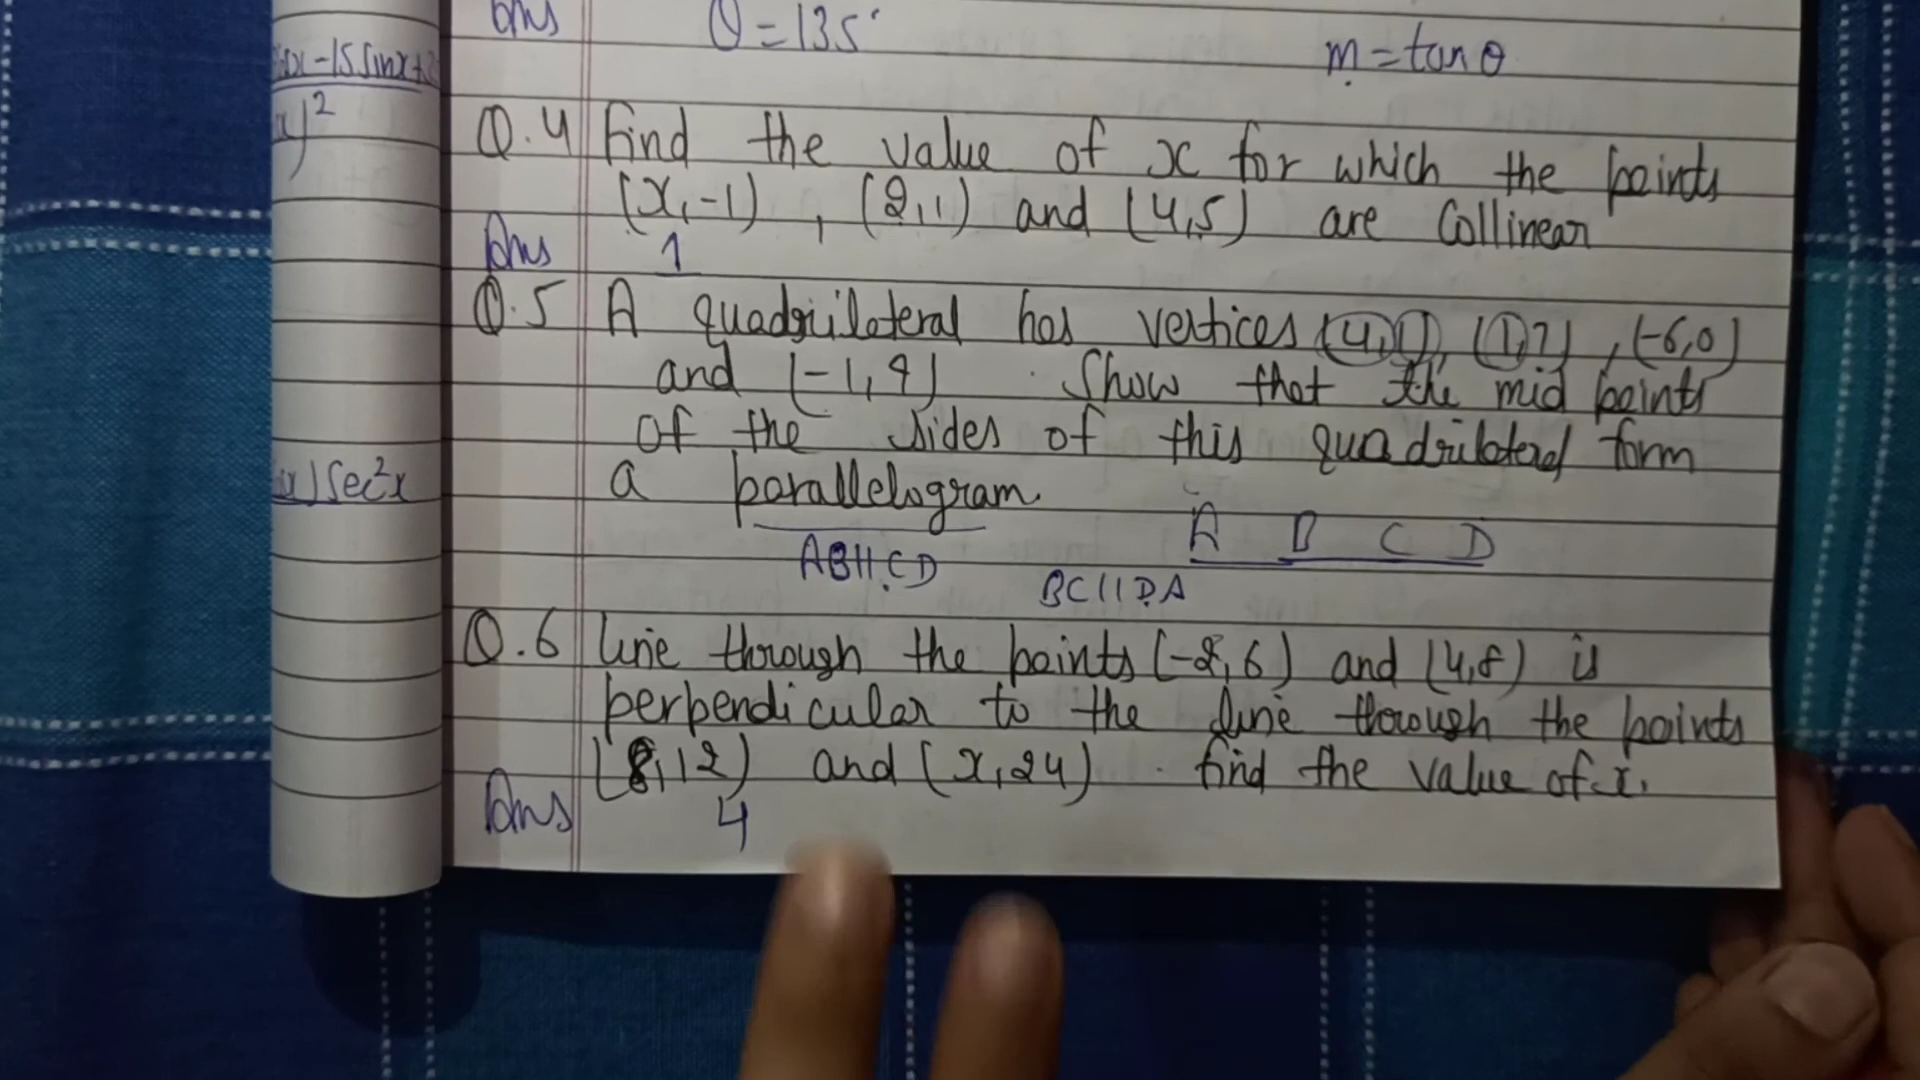 Ans θ = 135°
m = tan θ
x - 15 sin x +
y)²
x) sec²x
Q.4 Find the value of x for which the points
(x, -1) , (2, 1) and (4, 5) are Collinear
Ans 1
Q.5 A quadrilateral has vertices (4, 1), (1, 7) , (-6, 0)
and (-1, 9) . Show that the mid points
of the sides of this quadrilateral form
a parallelogram.
A B C D
AB || CD BC || DA
Q.6 line through the points (-2, 6) and (4, 8) is
perpendicular to the line through the points
(8, 12) and (x, 24) . find the value of x.
Ans 4